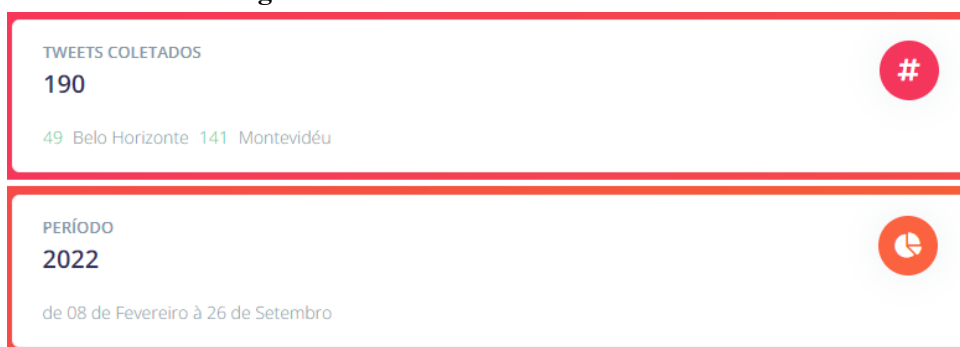 TWEETS COLETADOS
190
#
49 Belo Horizonte 141 Montevidéu
PERÍODO
2022
de 08 de Fevereiro à 26 de Setembro